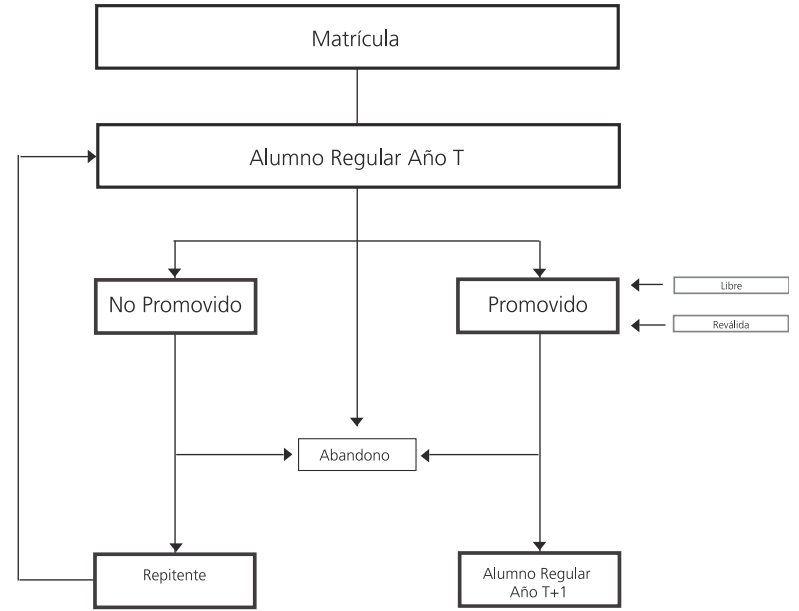 Matrícula
Alumno Regular Año T
No Promovido
Promovido
Libre
Reválida
Abandono
Repitente
Alumno Regular
Año T+1